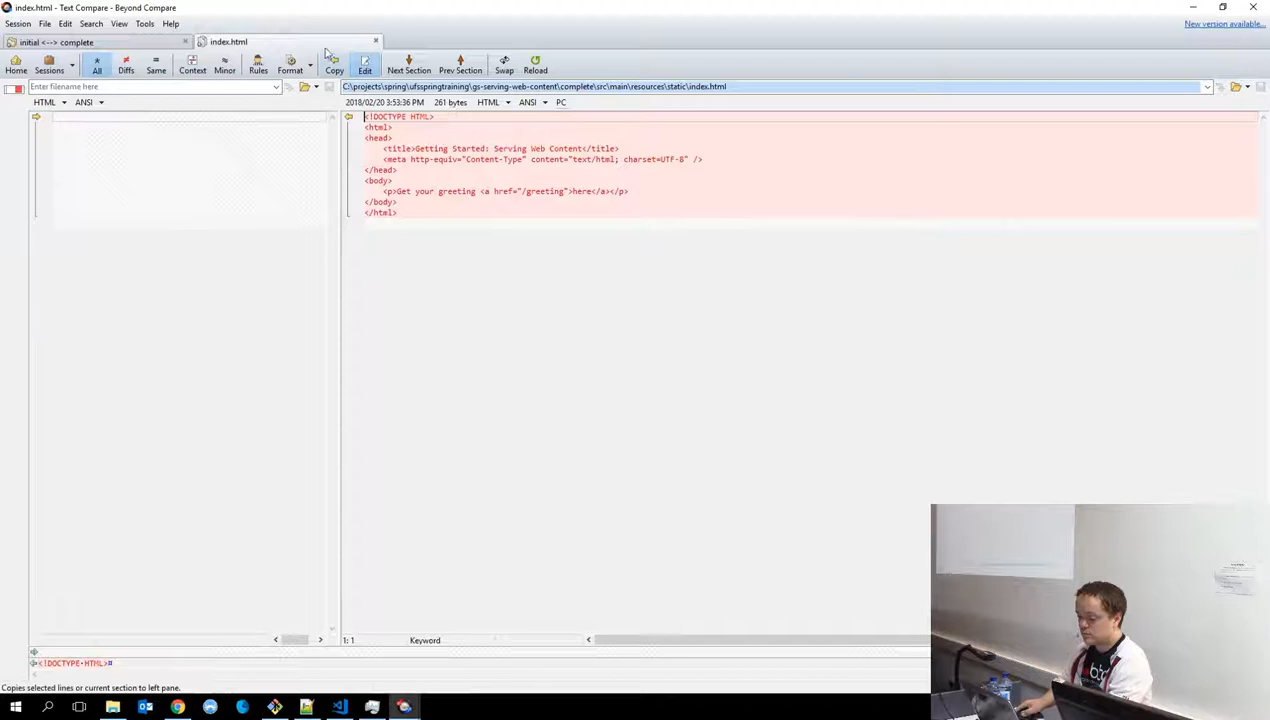 index.html - Text Compare - Beyond Compare
Session File Edit Search View Tools Help
New version available...
initial <--> complete
index.html
Home Sessions All Diffs Same Context Minor Rules Format Copy Edit Next Section Prev Section Swap Reload
Enter filename here
C:\projects\spring\ufsspringtraining\gs-serving-web-content\complete\src\main\resources\static\index.html
HTML ANSI
2018/02/20 3:53:36 PM 261 bytes HTML ANSI PC
<!DOCTYPE HTML>
<html>
<head>
<title>Getting Started: Serving Web Content</title>
<meta http-equiv="Content-Type" content="text/html; charset=UTF-8" />
</head>
<body>
<p>Get your greeting <a href="/greeting">here</a></p>
</body>
</html>
1: 1 Keyword
<!DOCTYPE·HTML>¤
Copies selected lines or current section to left pane.